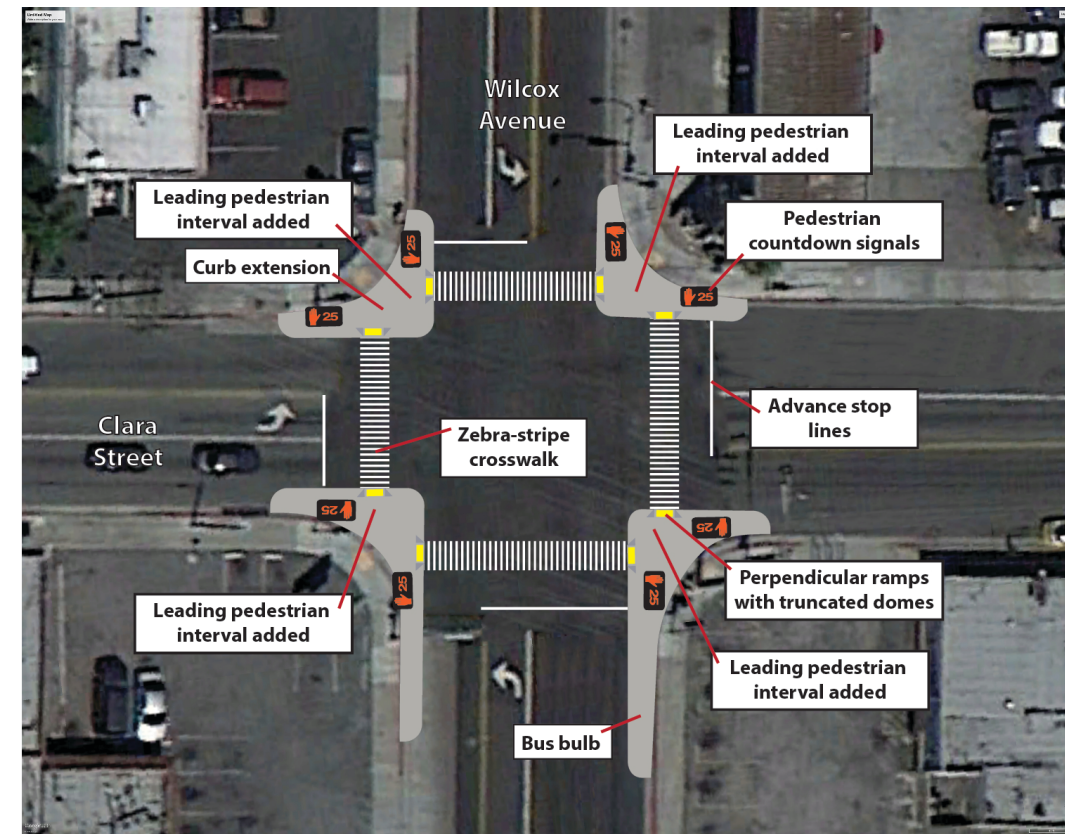 Untitled Map
Wilcox
Avenue
Leading pedestrian
interval added
Leading pedestrian
interval added
Pedestrian
countdown signals
Curb extension
25
25
25
25
Advance stop
lines
Clara
Street
Zebra-stripe
crosswalk
25
25
25
25
Perpendicular ramps
with truncated domes
Leading pedestrian
interval added
Leading pedestrian
interval added
Bus bulb